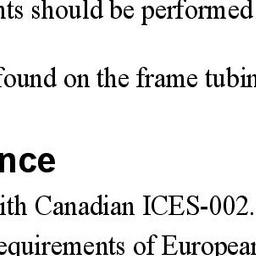 nts should be performed
found on the frame tubin
nce
ith Canadian ICES-002.
equirements of European